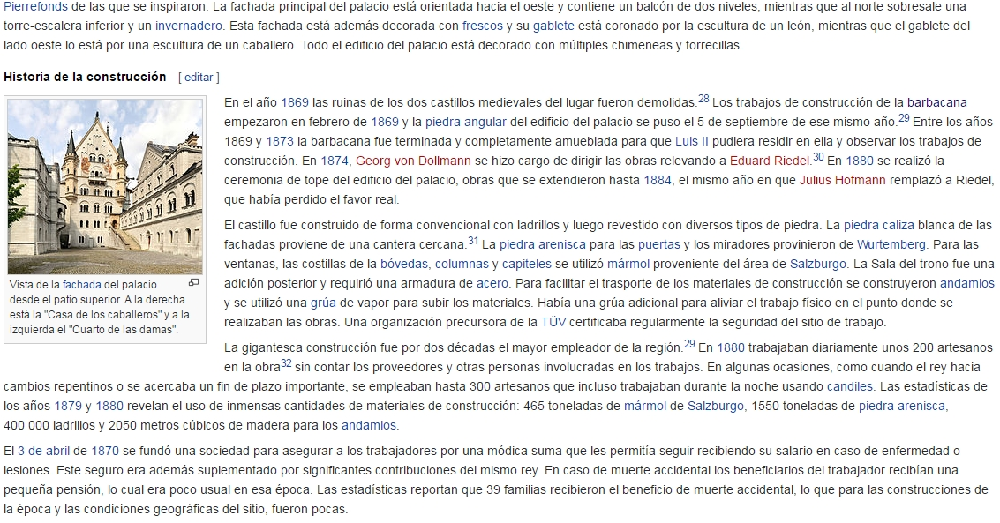 Pierrefonds de las que se inspiraron. La fachada principal del palacio está orientada hacia el oeste y contiene un balcón de dos niveles, mientras que al norte sobresale una
torre-escalera inferior y un invernadero. Esta fachada está además decorada con frescos y su gablete está coronado por la escultura de un león, mientras que el gablete del
lado oeste lo está por una escultura de un caballero. Todo el edificio del palacio está decorado con múltiples chimeneas y torrecillas.
Historia de la construcción [ editar ]
En el año 1869 las ruinas de los dos castillos medievales del lugar fueron demolidas.28 Los trabajos de construcción de la barbacana
empezaron en febrero de 1869 y la piedra angular del edificio del palacio se puso el 5 de septiembre de ese mismo año.29 Entre los años
1869 y 1873 la barbacana fue terminada y completamente amueblada para que Luis II pudiera residir en ella y observar los trabajos de
construcción. En 1874, Georg von Dollmann se hizo cargo de dirigir las obras relevando a Eduard Riedel.30 En 1880 se realizó la
ceremonia de tope del edificio del palacio, obras que se extendieron hasta 1884, el mismo año en que Julius Hofmann remplazó a Riedel,
que había perdido el favor real.
El castillo fue construido de forma convencional con ladrillos y luego revestido con diversos tipos de piedra. La piedra caliza blanca de las
fachadas proviene de una cantera cercana.31 La piedra arenisca para las puertas y los miradores provinieron de Wurtemberg. Para las
ventanas, las costillas de la bóvedas, columnas y capiteles se utilizó mármol proveniente del área de Salzburgo. La Sala del trono fue una
adición posterior y requirió una armadura de acero. Para facilitar el trasporte de los materiales de construcción se construyeron andamios
y se utilizó una grúa de vapor para subir los materiales. Había una grúa adicional para aliviar el trabajo físico en el punto donde se
realizaban las obras. Una organización precursora de la TÜV certificaba regularmente la seguridad del sitio de trabajo.
Vista de la fachada del palacio
desde el patio superior. A la derecha
está la "Casa de los caballeros" y a la
izquierda el "Cuarto de las damas".
La gigantesca construcción fue por dos décadas el mayor empleador de la región.29 En 1880 trabajaban diariamente unos 200 artesanos
en la obra32 sin contar los proveedores y otras personas involucradas en los trabajos. En algunas ocasiones, como cuando el rey hacia
cambios repentinos o se acercaba un fin de plazo importante, se empleaban hasta 300 artesanos que incluso trabajaban durante la noche usando candiles. Las estadísticas de
los años 1879 y 1880 revelan el uso de inmensas cantidades de materiales de construcción: 465 toneladas de mármol de Salzburgo, 1550 toneladas de piedra arenisca,
400 000 ladrillos y 2050 metros cúbicos de madera para los andamios.
El 3 de abril de 1870 se fundó una sociedad para asegurar a los trabajadores por una módica suma que les permitía seguir recibiendo su salario en caso de enfermedad o
lesiones. Este seguro era además suplementado por significantes contribuciones del mismo rey. En caso de muerte accidental los beneficiarios del trabajador recibían una
pequeña pensión, lo cual era poco usual en esa época. Las estadísticas reportan que 39 familias recibieron el beneficio de muerte accidental, lo que para las construcciones de
la época y las condiciones geográficas del sitio, fueron pocas.